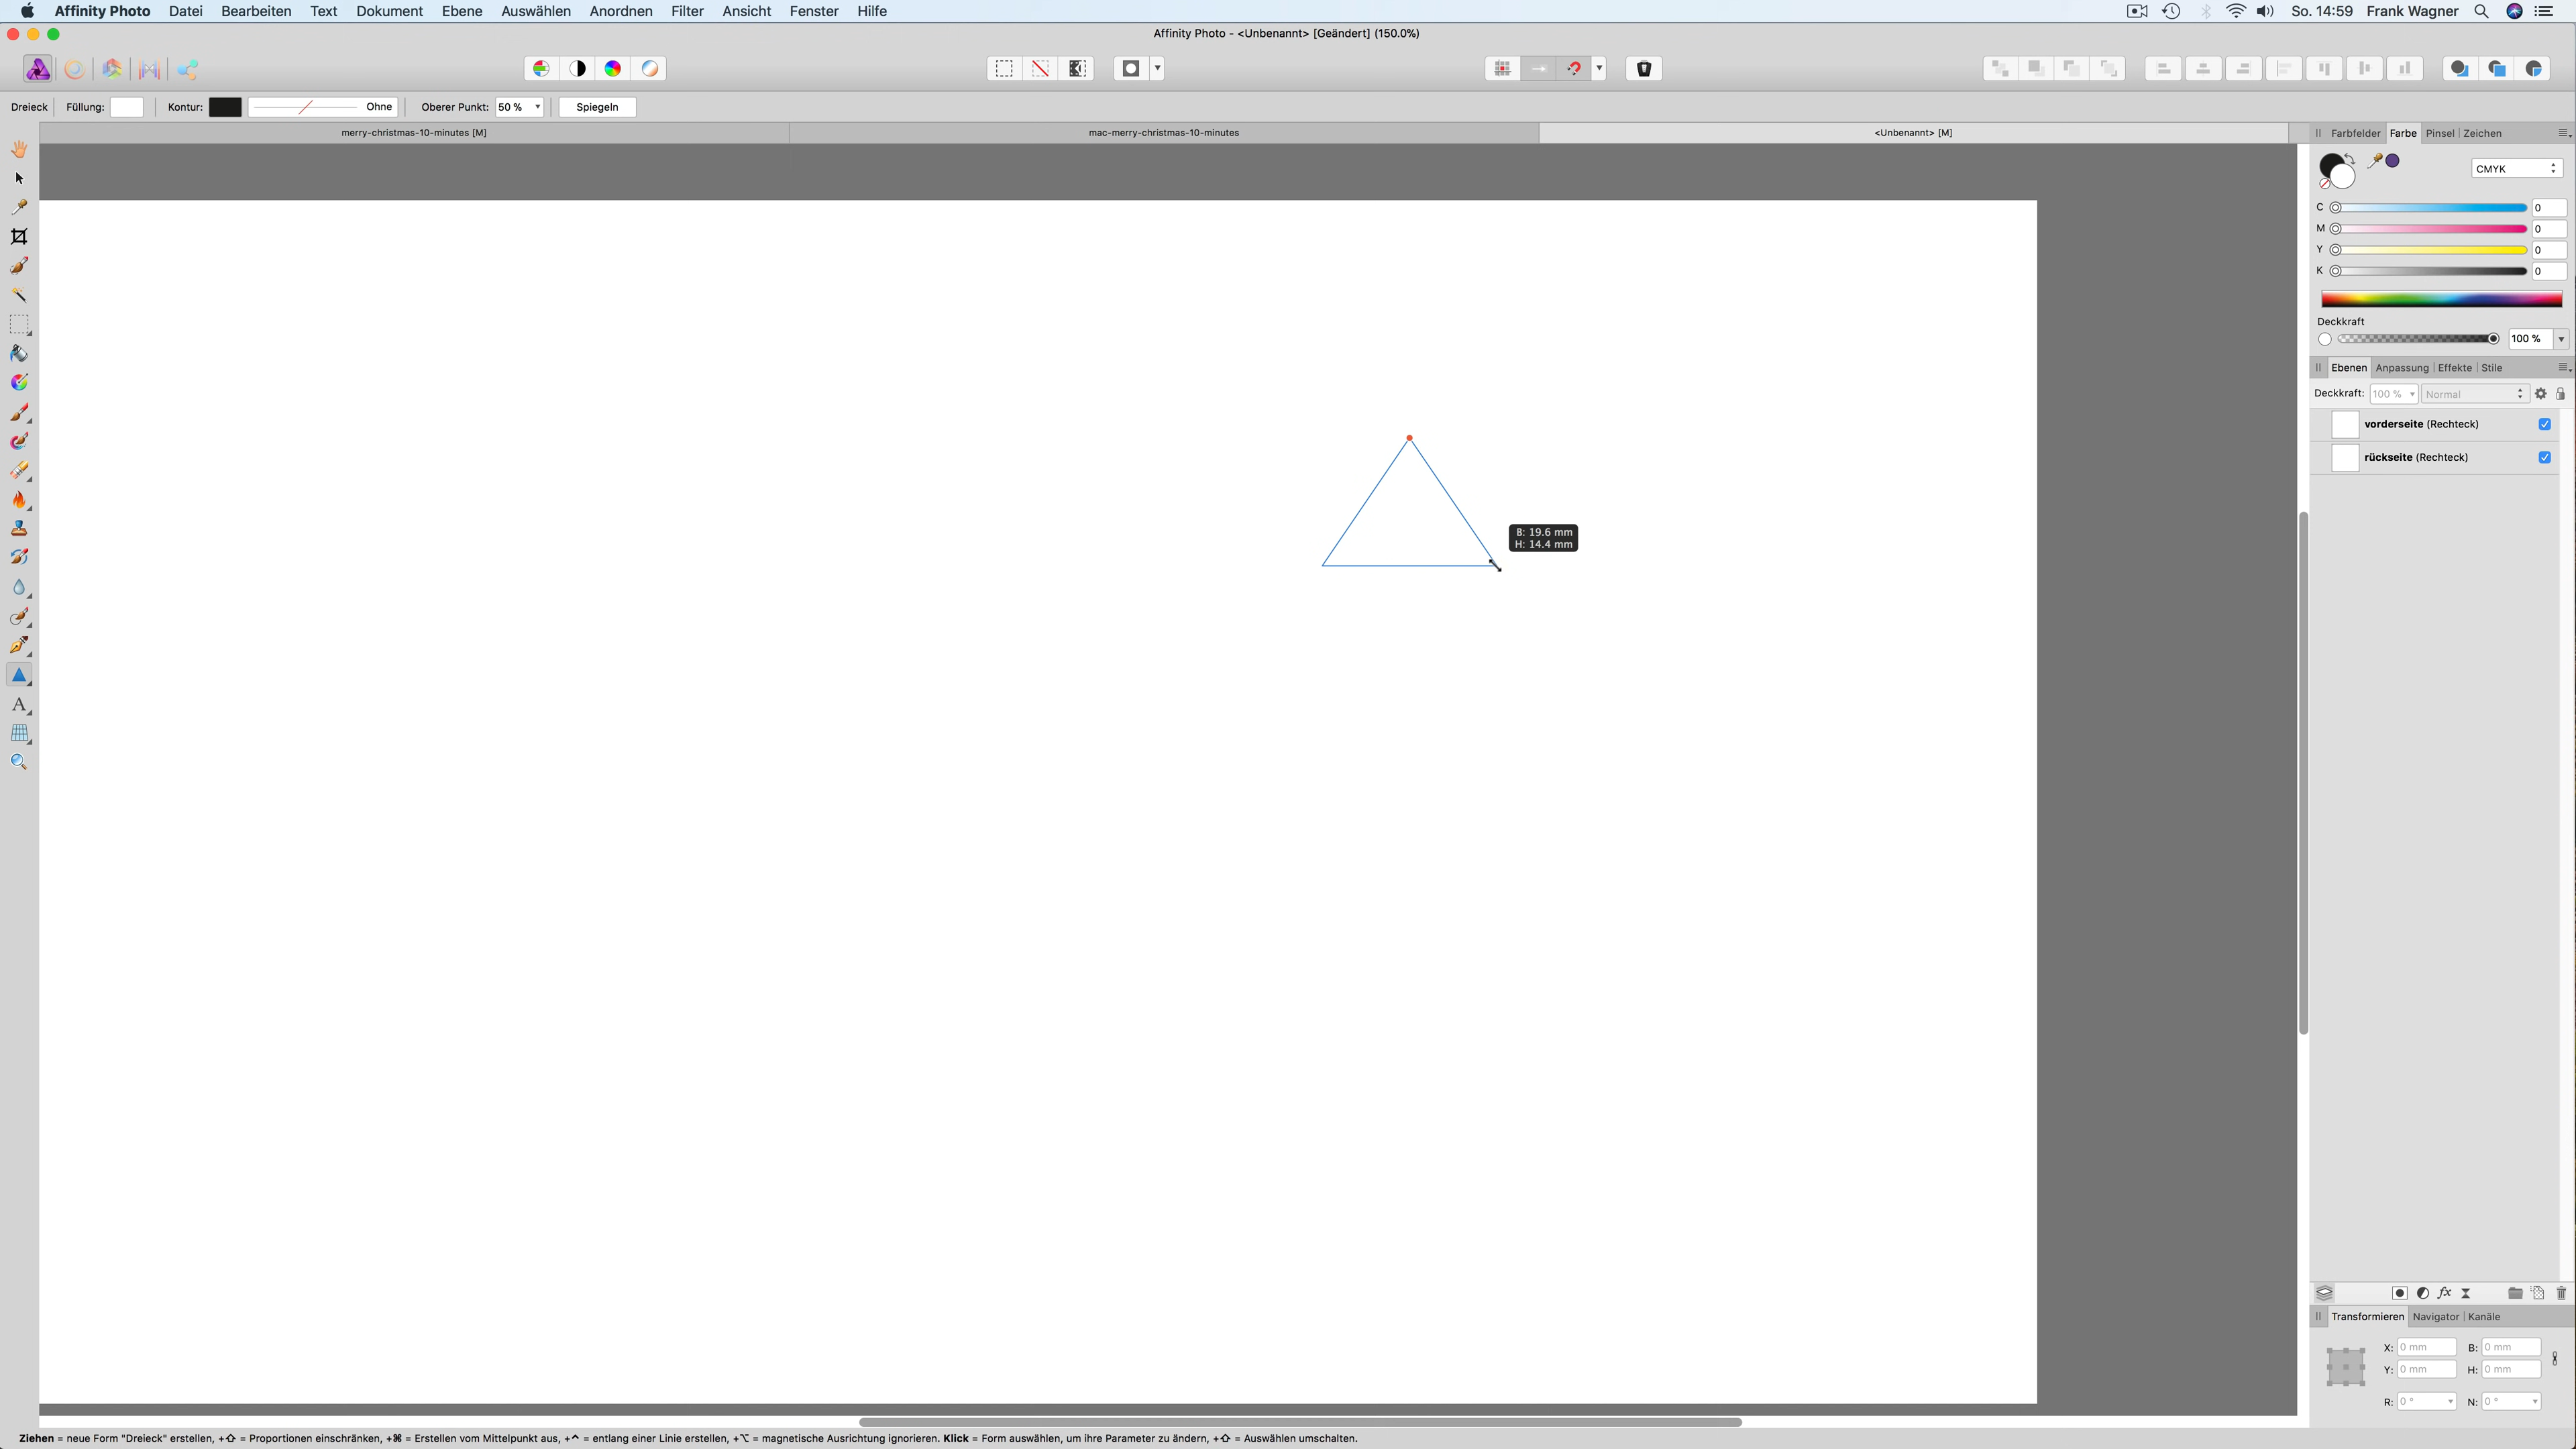 Affinity Photo Datei Bearbeiten Text Dokument Ebene Auswählen Anordnen Filter Ansicht Fenster Hilfe So. 14:59 Frank Wagner
Affinity Photo - <Unbenannt> [Geändert] (150.0%)
Dreieck Füllung: Kontur: Ohne Oberer Punkt: 50 % Spiegeln
merry-christmas-10-minutes [M] mac-merry-christmas-10-minutes <Unbenannt> [M]
Farbfelder Farbe Pinsel Zeichen
CMYK
C 0
M 0
Y 0
K 0
Deckkraft
100 %
Ebenen Anpassung Effekte Stile
Deckkraft: 100 % Normal
vorderseite (Rechteck)
rückseite (Rechteck)
B: 19.6 mm
H: 14.4 mm
A
fx
Transformieren Navigator Kanäle
X: 0 mm B: 0 mm
Y: 0 mm H: 0 mm
R: 0 ° N: 0 °
Ziehen = neue Form "Dreieck" erstellen, +⇧ = Proportionen einschränken, +⌘ = Erstellen vom Mittelpunkt aus, +⌃ = entlang einer Linie erstellen, +⌥ = magnetische Ausrichtung ignorieren. Klick = Form auswählen, um ihre Parameter zu ändern, +⇧ = Auswählen umschalten.